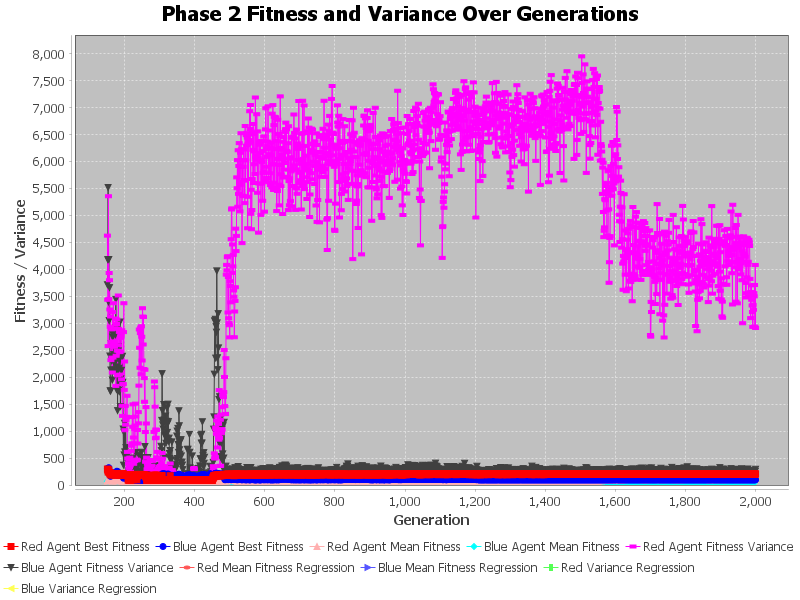 Phase 2 Fitness and Variance Over Generations
Fitness / Variance
8,000
7,500
7,000
6,500
6,000
5,500
5,000
4,500
4,000
3,500
3,000
2,500
2,000
1,500
1,000
500
0
200 400 600 800 1,000 1,200 1,400 1,600 1,800 2,000
Generation
Red Agent Best Fitness Blue Agent Best Fitness Red Agent Mean Fitness Blue Agent Mean Fitness Red Agent Fitness Variance
Blue Agent Fitness Variance Red Mean Fitness Regression Blue Mean Fitness Regression Red Variance Regression
Blue Variance Regression